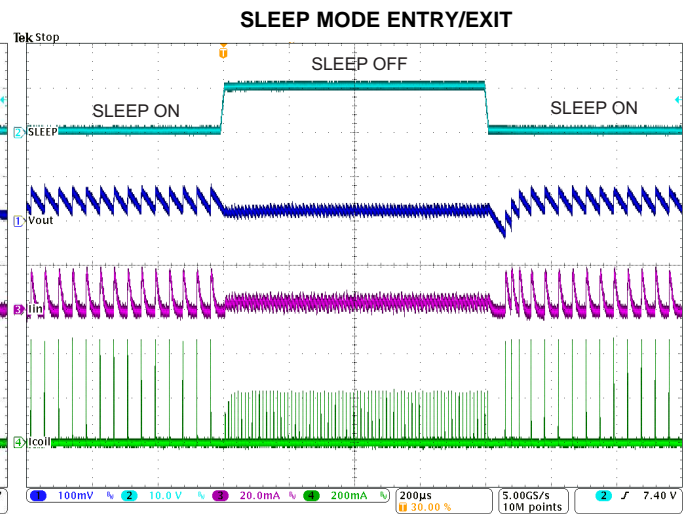 SLEEP MODE ENTRY/EXIT
Tek Stop
T
SLEEP OFF
SLEEP ON
SLEEP ON
2 SLEEP
1 Vout
3 Iin
4 Icoil
1 100mV 2 10.0 V 3 20.0mA 4 200mA 200µs 5.00GS/s 2 7.40 V
T 30.00 % 10M points